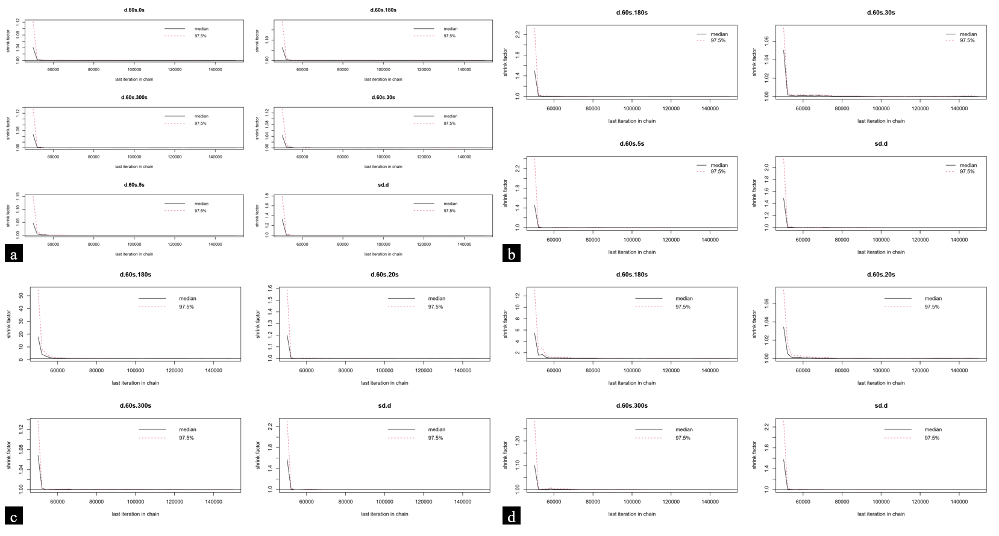 d.60s.0s
shrink factor
1.00 1.04 1.08 1.12
median
97.5%
60000 80000 100000 120000 140000
last iteration in chain
d.60s.180s
shrink factor
1.00 1.10
median
97.5%
60000 80000 100000 120000 140000
last iteration in chain
d.60s.300s
shrink factor
1.00 1.06 1.12
median
97.5%
60000 80000 100000 120000 140000
last iteration in chain
d.60s.30s
shrink factor
1.00 1.04 1.08 1.12
median
97.5%
60000 80000 100000 120000 140000
last iteration in chain
d.60s.5s
shrink factor
1.00 1.05 1.10 1.15
median
97.5%
60000 80000 100000 120000 140000
last iteration in chain
sd.d
shrink factor
1.0 1.2 1.4 1.6 1.8
median
97.5%
60000 80000 100000 120000 140000
last iteration in chain
a
d.60s.180s
shrink factor
1.0 1.4 1.8 2.2
median
97.5%
60000 80000 100000 120000 140000
last iteration in chain
d.60s.30s
shrink factor
1.00 1.02 1.04 1.06
median
97.5%
60000 80000 100000 120000 140000
last iteration in chain
d.60s.5s
shrink factor
1.0 1.4 1.8 2.2
median
97.5%
60000 80000 100000 120000 140000
last iteration in chain
sd.d
shrink factor
1.0 1.2 1.4 1.6 1.8 2.0
median
97.5%
60000 80000 100000 120000 140000
last iteration in chain
b
d.60s.180s
shrink factor
0 10 20 30 40 50
median
97.5%
60000 80000 100000 120000 140000
last iteration in chain
d.60s.20s
shrink factor
1.0 1.1 1.2 1.3 1.4 1.5 1.6
median
97.5%
60000 80000 100000 120000 140000
last iteration in chain
d.60s.300s
shrink factor
1.00 1.04 1.08 1.12
median
97.5%
60000 80000 100000 120000 140000
last iteration in chain
sd.d
shrink factor
1.0 1.4 1.8 2.2
median
97.5%
60000 80000 100000 120000 140000
last iteration in chain
c
d.60s.180s
shrink factor
2 4 6 8 10 12
median
97.5%
60000 80000 100000 120000 140000
last iteration in chain
d.60s.20s
shrink factor
1.00 1.02 1.04 1.06
median
97.5%
60000 80000 100000 120000 140000
last iteration in chain
d.60s.300s
shrink factor
1.00 1.10 1.20
median
97.5%
60000 80000 100000 120000 140000
last iteration in chain
sd.d
shrink factor
1.0 1.4 1.8 2.2
median
97.5%
60000 80000 100000 120000 140000
last iteration in chain
d